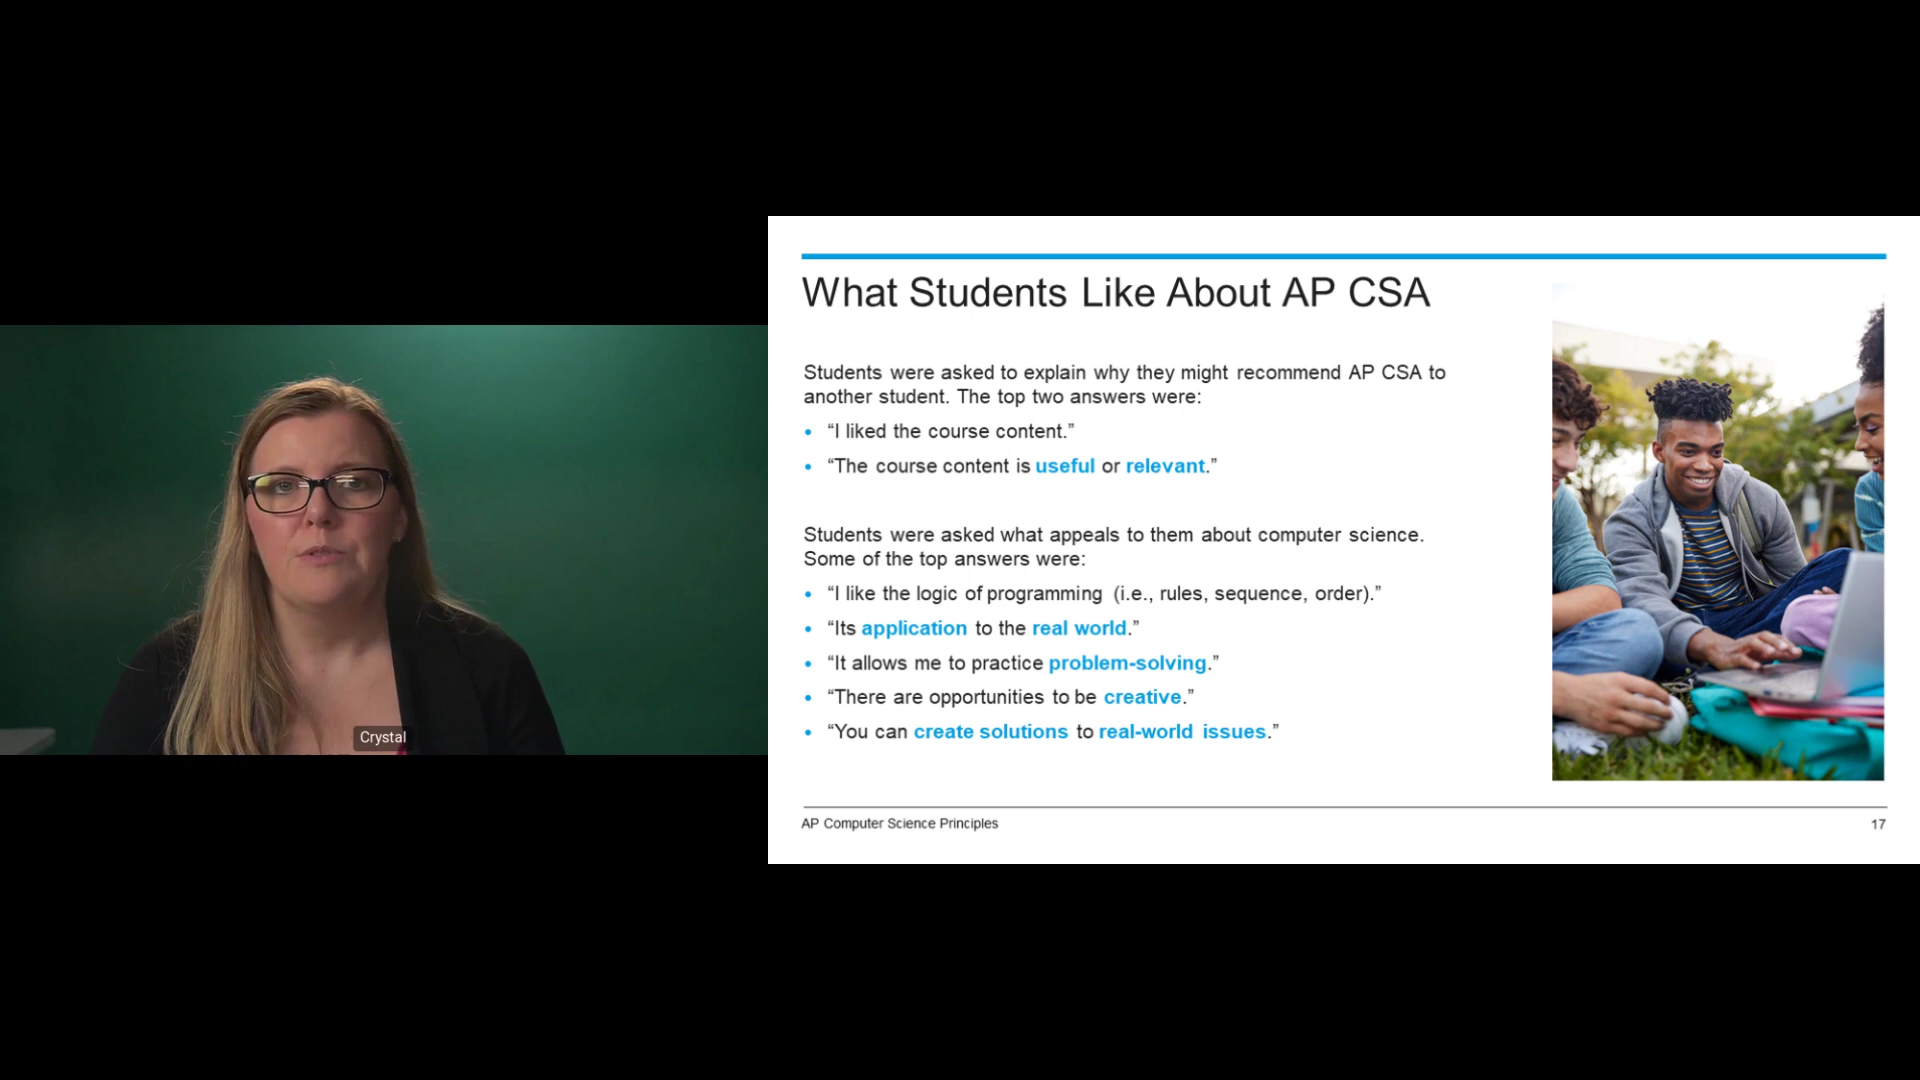 Crystal
What Students Like About AP CSA
Students were asked to explain why they might recommend AP CSA to
another student. The top two answers were:
• “I liked the course content.”
• “The course content is useful or relevant.”
Students were asked what appeals to them about computer science.
Some of the top answers were:
• “I like the logic of programming (i.e., rules, sequence, order).”
• “Its application to the real world.”
• “It allows me to practice problem-solving.”
• “There are opportunities to be creative.”
• “You can create solutions to real-world issues.”
AP Computer Science Principles
17